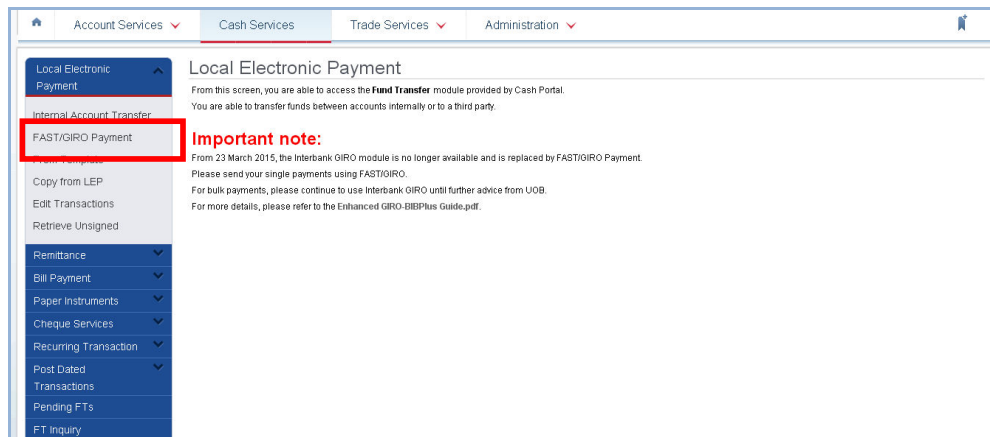 Account Services
Cash Services
Trade Services
Administration
Local Electronic
Payment
Internal Account Transfer
FAST/GIRO Payment
From Template
Copy from LEP
Edit Transactions
Retrieve Unsigned
Remittance
Bill Payment
Paper Instruments
Cheque Services
Recurring Transaction
Post Dated
Transactions
Pending FTs
FT Inquiry
Local Electronic Payment
From this screen, you are able to access the Fund Transfer module provided by Cash Portal.
You are able to transfer funds between accounts internally or to a third party.
Important note:
From 23 March 2015, the Interbank GIRO module is no longer available and is replaced by FAST/GIRO Payment.
Please send your single payments using FAST/GIRO.
For bulk payments, please continue to use Interbank GIRO until further advice from UOB.
For more details, please refer to the Enhanced GIRO-BIBPlus Guide.pdf.